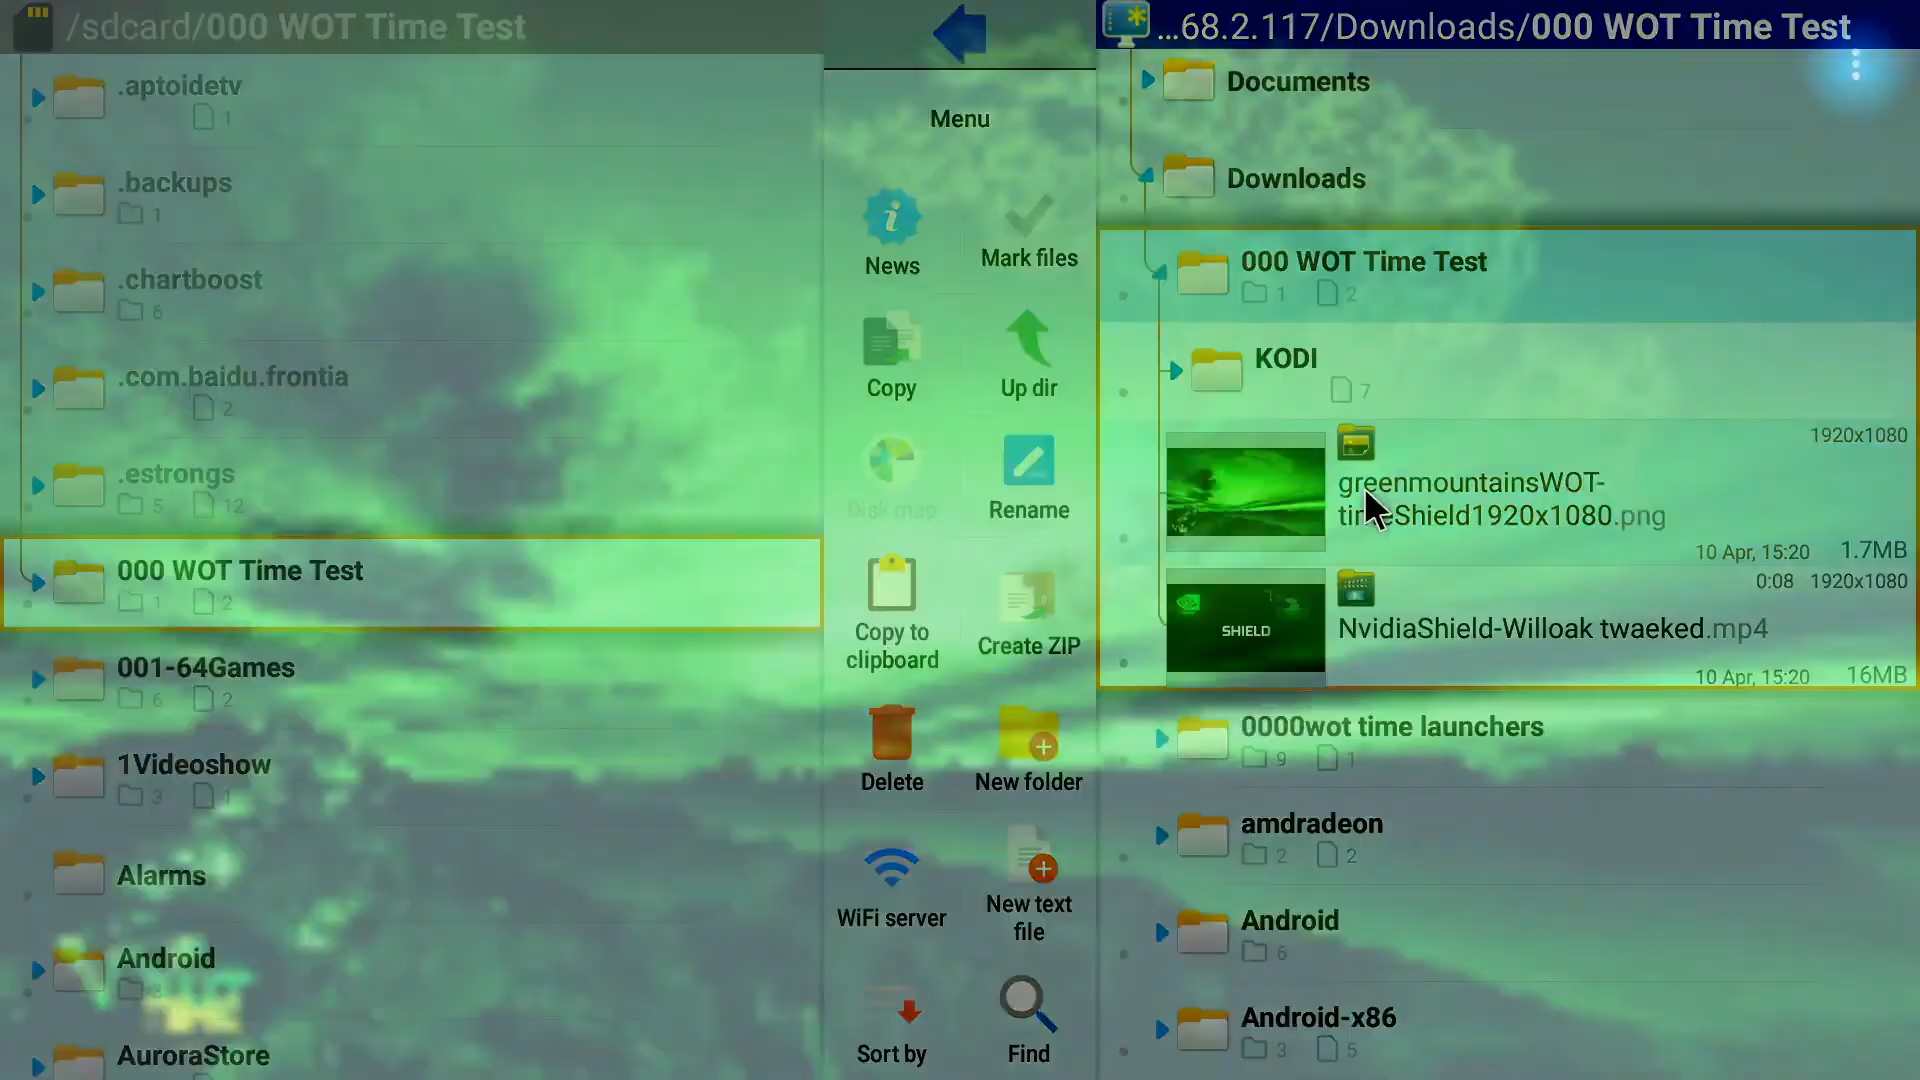 /sdcard/000 WOT Time Test
.aptoidetv
1
.backups
1
.chartboost
6
.com.baidu.frontia
2
.estrongs
5 12
000 WOT Time Test
1 2
001-64Games
6 2
1Videoshow
3 1
Alarms
Android
3
AuroraStore
Menu
News
Mark files
Copy
Up dir
Disk map
Rename
Copy to
clipboard
Create ZIP
Delete
New folder
WiFi server
New text
file
Sort by
Find
...68.2.117/Downloads/000 WOT Time Test
Documents
Downloads
000 WOT Time Test
1 2
KODI
7
1920x1080
greenmountainsWOT-
timeShield1920x1080.png
10 Apr, 15:20 1.7MB
0:08 1920x1080
SHIELD
NvidiaShield-Willoak twaeked.mp4
10 Apr, 15:20 16MB
0000wot time launchers
9 1
amdradeon
2 2
Android
6
Android-x86
3 5